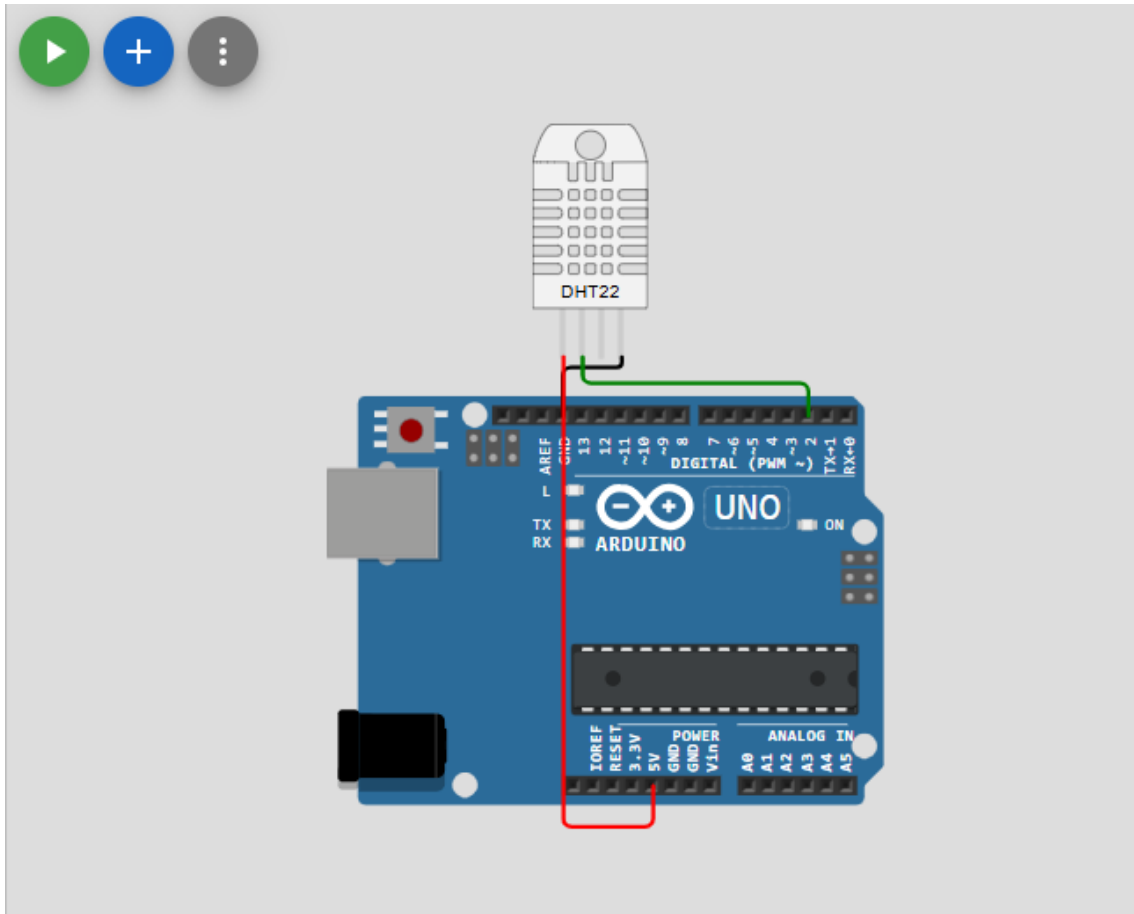 DHT22
AREF
GND
13
12
~11
~10
~9
8
7
~6
~5
4
~3
2
TX→1
RX←0
DIGITAL (PWM ~)
L
TX
RX
UNO
ARDUINO
ON
POWER
ANALOG IN
IOREF
RESET
3.3V
5V
GND
GND
Vin
A0
A1
A2
A3
A4
A5